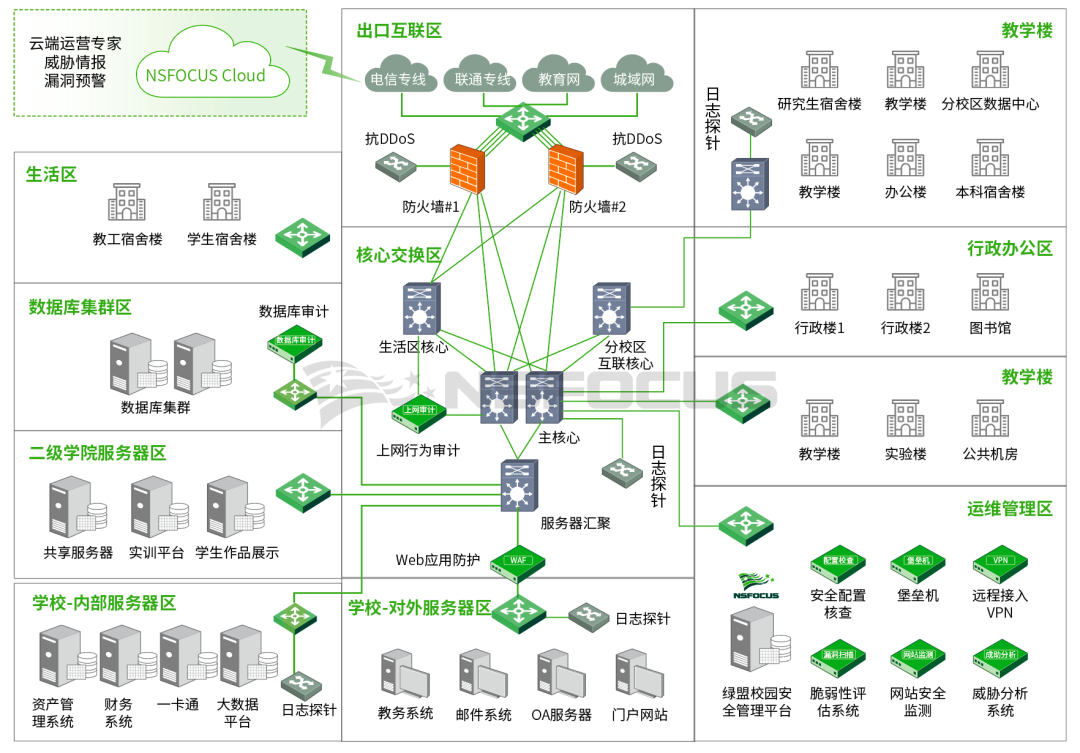 云端运营专家
威胁情报
漏洞预警
NSFOCUS Cloud
出口互联区
电信专线
联通专线
教育网
城域网
抗DDoS
抗DDoS
防火墙#1
防火墙#2
教学楼
日志探针
研究生宿舍楼
教学楼
分校区数据中心
教学楼
办公楼
本科宿舍楼
生活区
教工宿舍楼
学生宿舍楼
核心交换区
生活区核心
分校区
互联核心
上网审计
上网行为审计
主核心
日志探针
服务器汇聚
Web应用防护
WAF
NSFOCUS
行政办公区
行政楼1
行政楼2
图书馆
教学楼
教学楼
实验楼
公共机房
数据库集群区
数据库审计
数据库审计
数据库集群
二级学院服务器区
共享服务器
实训平台
学生作品展示
学校-内部服务器区
资产管
理系统
财务
系统
一卡通
大数据
平台
日志探针
学校-对外服务器区
日志探针
教务系统
邮件系统
OA服务器
门户网站
运维管理区
NSFOCUS
绿盟校园安
全管理平台
配置核查
安全配置
核查
堡垒机
堡垒机
VPN
远程接入
VPN
漏洞扫描
脆弱性评
估系统
网站监测
网站安全
监测
威胁分析
系统